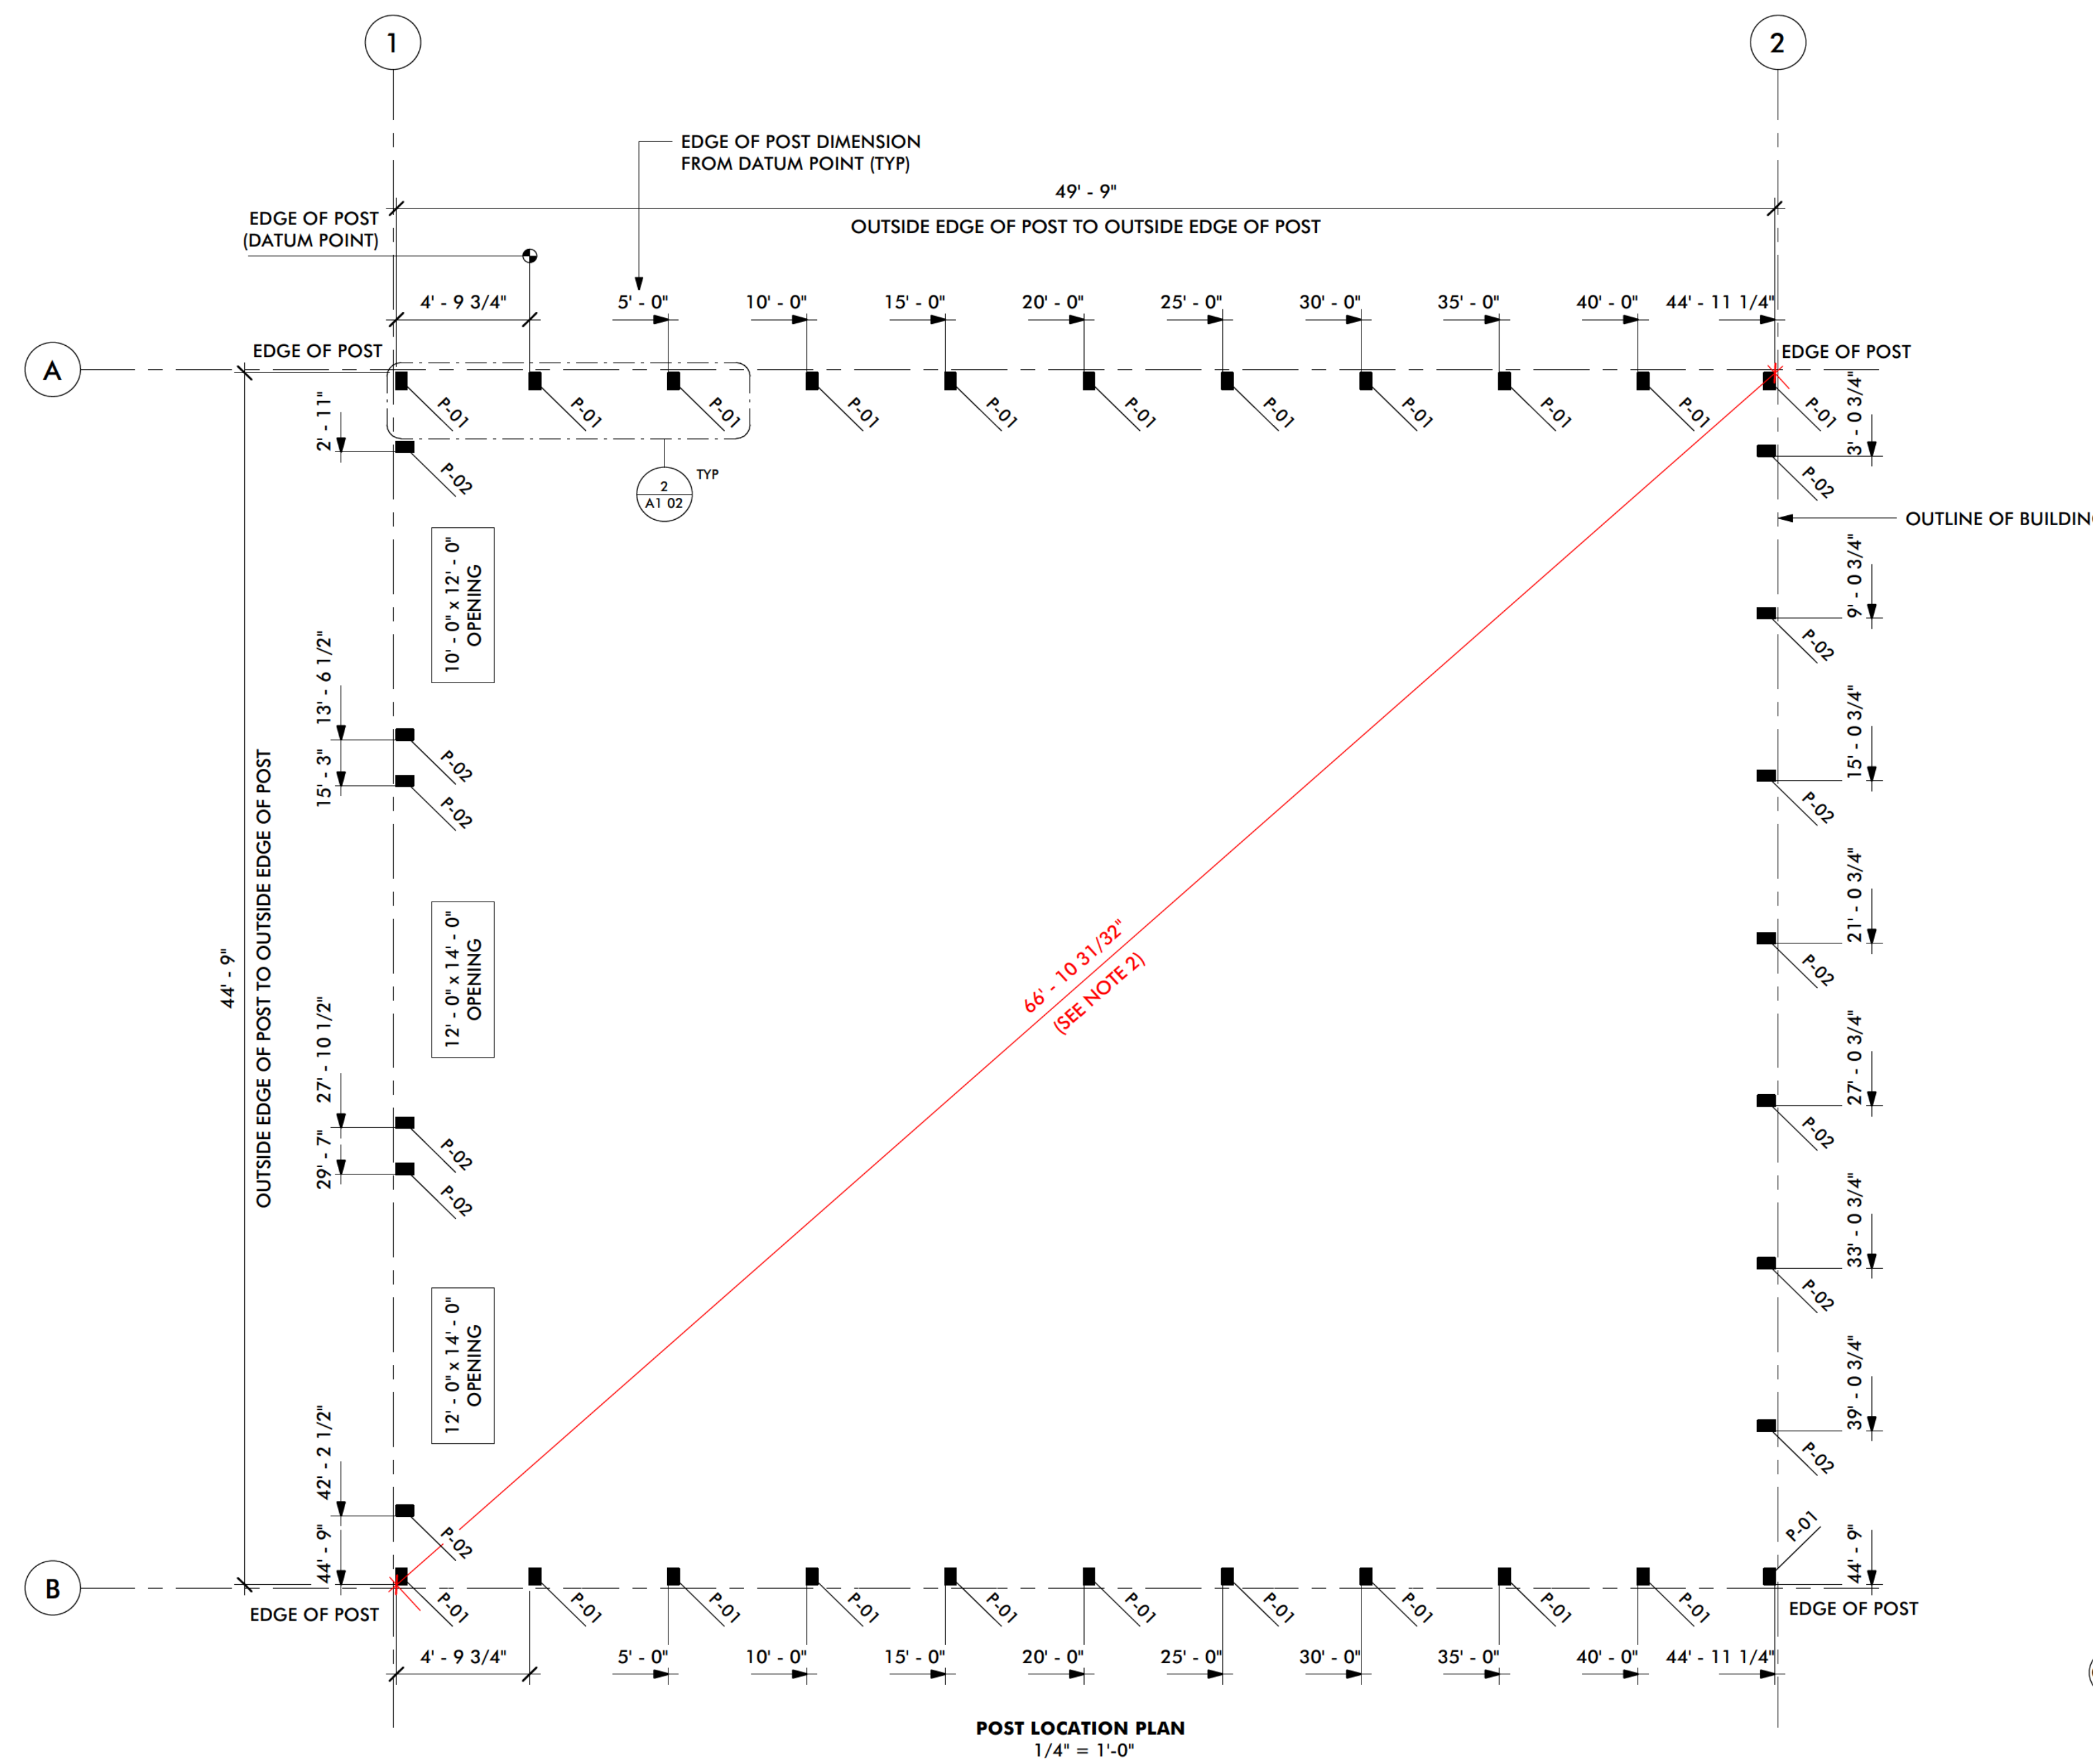 1
2
EDGE OF POST DIMENSION
FROM DATUM POINT (TYP)
49' - 9"
OUTSIDE EDGE OF POST TO OUTSIDE EDGE OF POST
EDGE OF POST
(DATUM POINT)
4' - 9 3/4"
5' - 0"
10' - 0"
15' - 0"
20' - 0"
25' - 0"
30' - 0"
35' - 0"
40' - 0"
44' - 11 1/4"
EDGE OF POST
EDGE OF POST
A
P-01
P-01
P-01
P-01
P-01
P-01
P-01
P-01
P-01
P-01
P-01
2' - 11"
P-02
2
A1 02
TYP
3' - 0 3/4"
P-02
OUTLINE OF BUILDIN
10' - 0" x 12' - 0"
OPENING
9' - 0 3/4"
P-02
13' - 6 1/2"
P-02
15' - 3"
P-02
15' - 0 3/4"
P-02
44' - 9"
OUTSIDE EDGE OF POST TO OUTSIDE EDGE OF POST
12' - 0" x 14' - 0"
OPENING
21' - 0 3/4"
P-02
66' - 10 31/32"
(SEE NOTE 2)
27' - 10 1/2"
P-02
29' - 7"
P-02
27' - 0 3/4"
P-02
33' - 0 3/4"
P-02
12' - 0" x 14' - 0"
OPENING
39' - 0 3/4"
P-02
42' - 2 1/2"
P-02
44' - 9"
P-01
44' - 9"
B
EDGE OF POST
P-01
P-01
P-01
P-01
P-01
P-01
P-01
P-01
P-01
P-01
EDGE OF POST
4' - 9 3/4"
5' - 0"
10' - 0"
15' - 0"
20' - 0"
25' - 0"
30' - 0"
35' - 0"
40' - 0"
44' - 11 1/4"
POST LOCATION PLAN
1/4" = 1'-0"